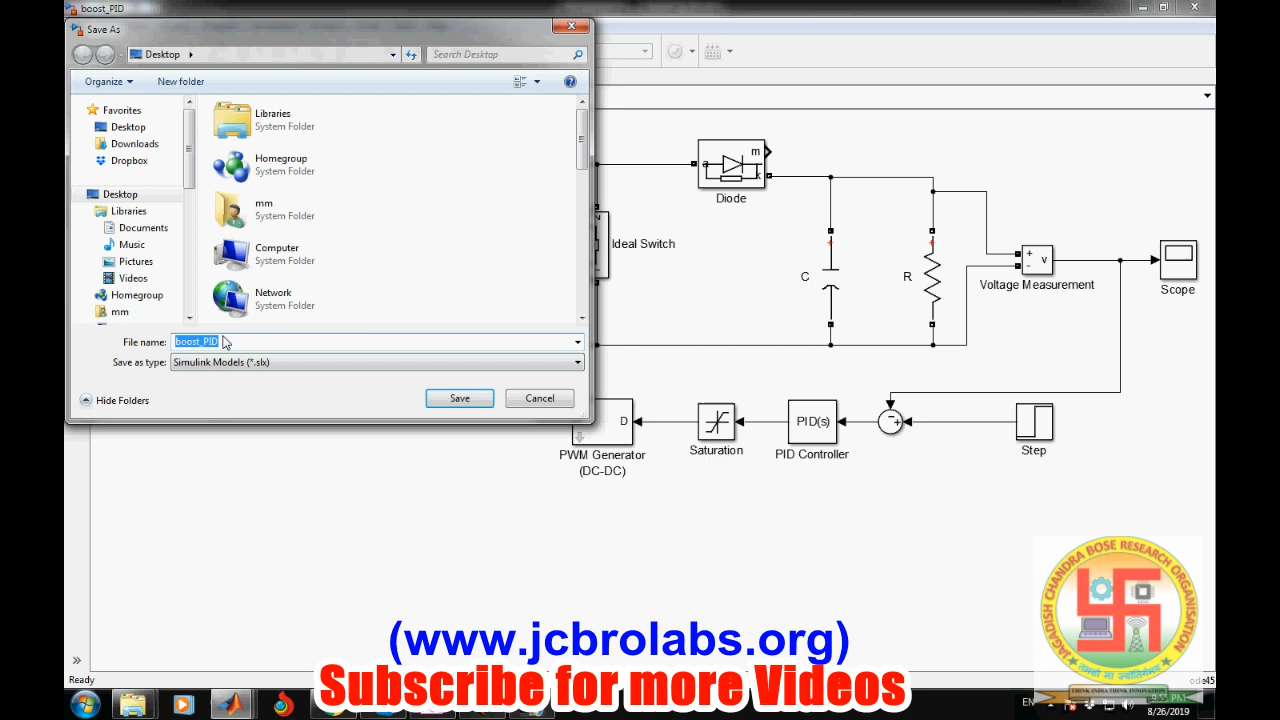 boost_PID
Save As
Desktop
Search Desktop
Organize
New folder
Favorites
Desktop
Downloads
Dropbox
Desktop
Libraries
Documents
Music
Pictures
Videos
Homegroup
mm
Libraries
System Folder
Homegroup
System Folder
mm
System Folder
Computer
System Folder
Network
System Folder
File name:
boost_PID
Save as type:
Simulink Models (*.slx)
Hide Folders
Save
Cancel
a
m
k
Diode
Ideal Switch
C
R
+
-
v
Voltage Measurement
Scope
D
PWM Generator
(DC-DC)
Saturation
PID(s)
PID Controller
-
+
Step
JAGADISH CHANDRA BOSE RESEARCH ORGANISATION
THINK INDIA THINK INNOVATION
(www.jcbrolabs.org)
Subscribe for more Videos
Ready
ode45
EN
9:55 PM
8/26/2019